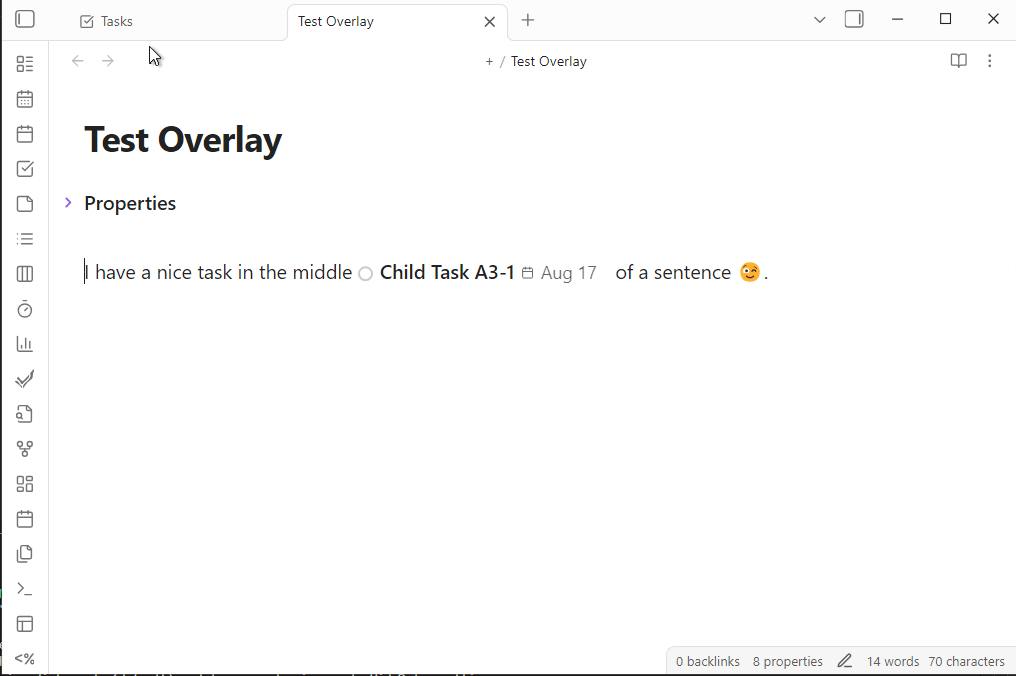 Tasks
Test Overlay
+ / Test Overlay
Test Overlay
Properties
I have a nice task in the middle Child Task A3-1 Aug 17 of a sentence 😉.
<%
0 backlinks 8 properties 14 words 70 characters